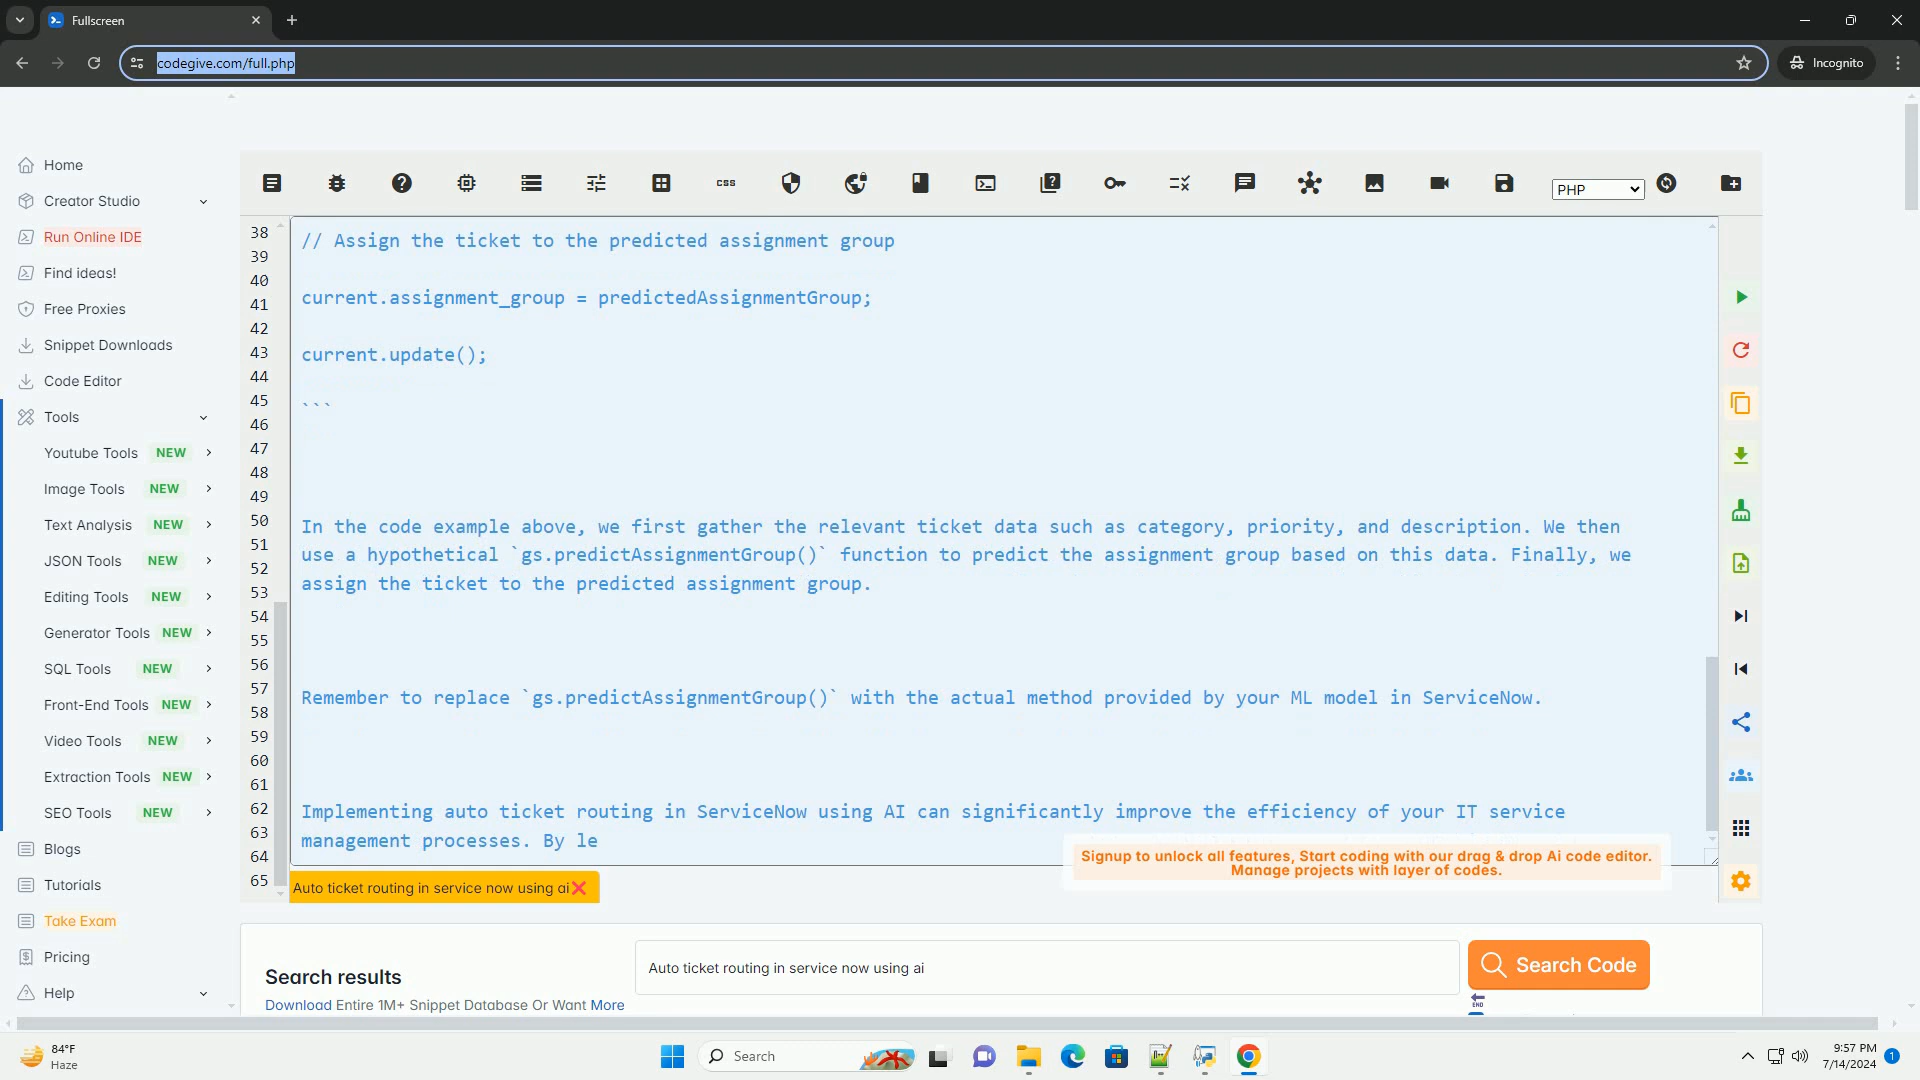 Fullscreen
codegive.com/full.php
Incognito
Home
Creator Studio
Run Online IDE
Find ideas!
Free Proxies
Snippet Downloads
Code Editor
Tools
Youtube Tools NEW
Image Tools NEW
Text Analysis NEW
JSON Tools NEW
Editing Tools NEW
Generator Tools NEW
SQL Tools NEW
Front-End Tools NEW
Video Tools NEW
Extraction Tools NEW
SEO Tools NEW
Blogs
Tutorials
Take Exam
Pricing
Help
css
PHP
38
39
40
41
42
43
44
45
46
47
48
49
50
51
52
53
54
55
56
57
58
59
60
61
62
63
64
65
// Assign the ticket to the predicted assignment group
current.assignment_group = predictedAssignmentGroup;
current.update();
```
In the code example above, we first gather the relevant ticket data such as category, priority, and description. We then
use a hypothetical `gs.predictAssignmentGroup()` function to predict the assignment group based on this data. Finally, we
assign the ticket to the predicted assignment group.
Remember to replace `gs.predictAssignmentGroup()` with the actual method provided by your ML model in ServiceNow.
Implementing auto ticket routing in ServiceNow using AI can significantly improve the efficiency of your IT service
management processes. By le
Signup to unlock all features, Start coding with our drag & drop Ai code editor.
Manage projects with layer of codes.
Auto ticket routing in service now using ai
Search results
Download Entire 1M+ Snippet Database Or Want More
Auto ticket routing in service now using ai
Search Code
END
84°F
Haze
Search
9:57 PM
7/14/2024
1